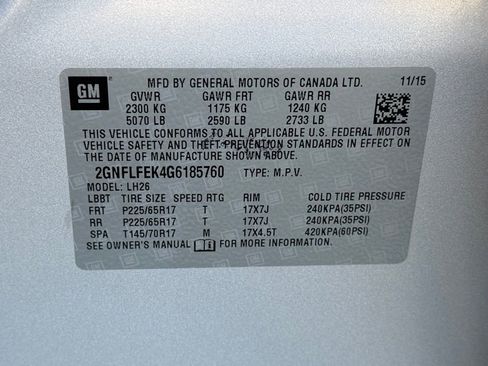 GM
MFD BY GENERAL MOTORS OF CANADA LTD. 11/15
GVWR GAWR FRT GAWR RR
2300 KG 1175 KG 1240 KG
5070 LB 2590 LB 2733 LB
THIS VEHICLE CONFORMS TO ALL APPLICABLE U.S. FEDERAL MOTOR
VEHICLE SAFETY AND THEFT PREVENTION STANDARDS IN EFFECT ON
THE DATE OF MANUFACTURE SHOWN ABOVE.
2GNFLFEK4G6185760 TYPE: M.P.V.
MODEL: LH26
LBBT TIRE SIZE SPEED RTG RIM COLD TIRE PRESSURE
FRT P225/65R17 T 17X7J 240KPA(35PSI)
RR P225/65R17 T 17X7J 240KPA(35PSI)
SPA T145/70R17 M 17X4.5T 420KPA(60PSI)
SEE OWNER'S MANUAL FOR MORE INFORMATION.